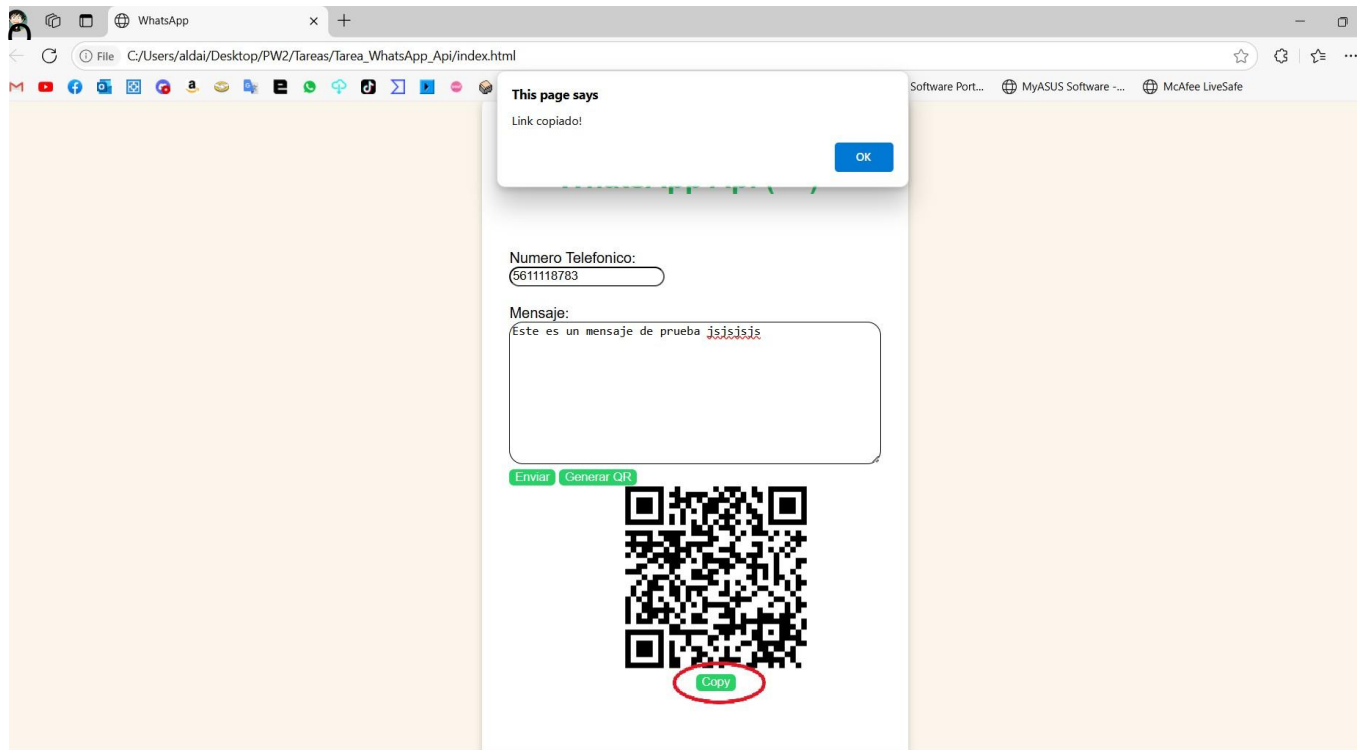 WhatsApp
File C:/Users/aldai/Desktop/PW2/Tareas/Tarea_WhatsApp_Api/index.html
Software Port... MyASUS Software -... McAfee LiveSafe
This page says
Link copiado!
OK
Numero Telefonico:
5611118783
Mensaje:
Este es un mensaje de prueba jsjsjsjs
Enviar Generar QR
Copy